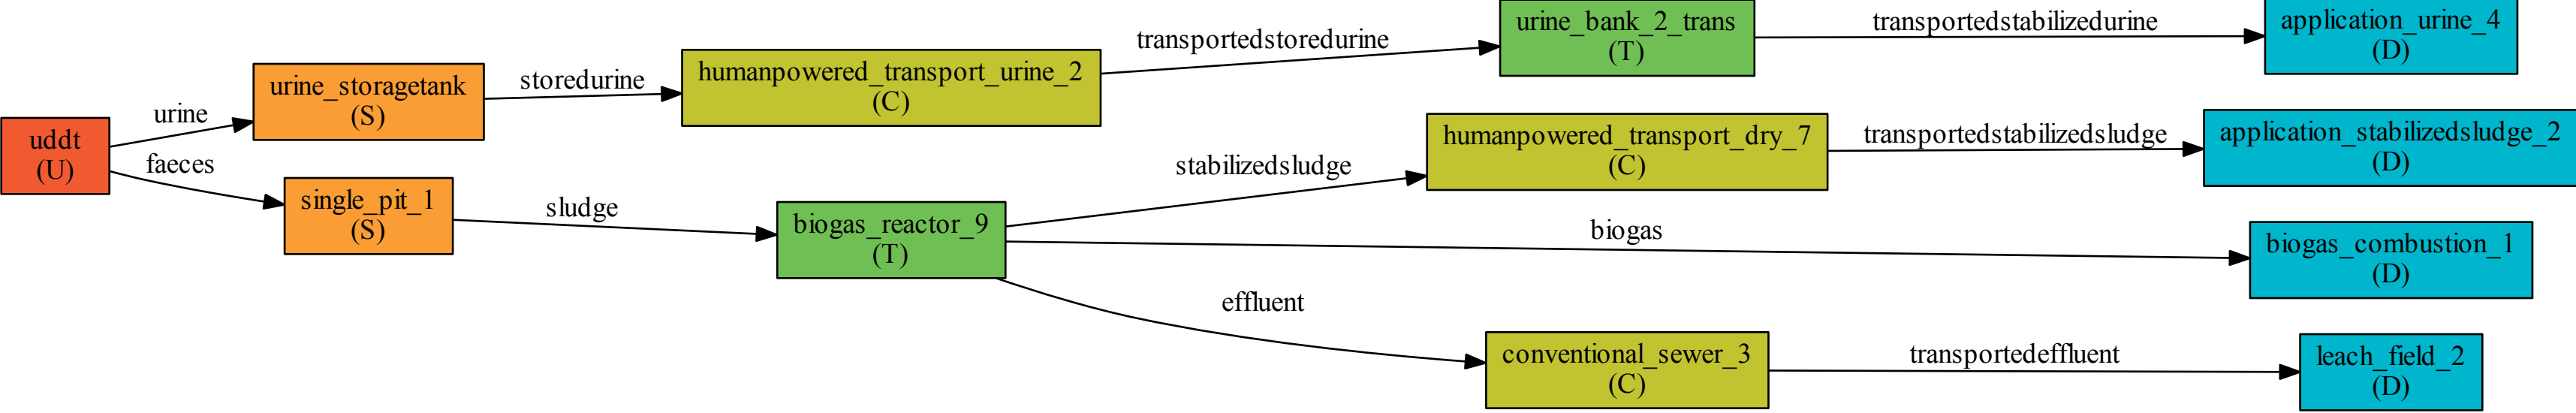 uddt
(U)
urine
faeces
urine_storagetank
(S)
single_pit_1
(S)
storedurine
sludge
humanpowered_transport_urine_2
(C)
biogas_reactor_9
(T)
transportedstoredurine
stabilizedsludge
biogas
effluent
urine_bank_2_trans
(T)
humanpowered_transport_dry_7
(C)
conventional_sewer_3
(C)
transportedstabilizedurine
transportedstabilizedsludge
transportedeffluent
application_urine_4
(D)
application_stabilizedsludge_2
(D)
biogas_combustion_1
(D)
leach_field_2
(D)